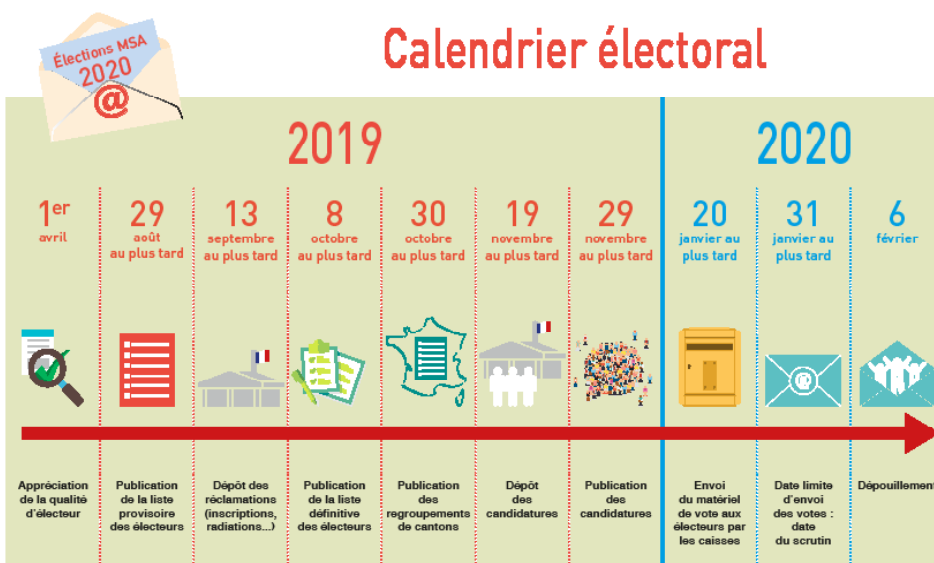 Élections MSA
2020
@
Calendrier électoral
2019
2020
1er
avril
29
août
au plus tard
13
septembre
au plus tard
8
octobre
au plus tard
30
octobre
au plus tard
19
novembre
au plus tard
29
novembre
au plus tard
20
janvier au
plus tard
31
janvier au
plus tard
6
février
@
Appréciation
de la qualité
d'électeur
Publication
de la liste
provisoire
des électeurs
Dépôt des
réclamations
(inscriptions,
radiations...)
Publication
de la liste
définitive
des électeurs
Publication
des
regroupements
de cantons
Dépôt
des
candidatures
Publication
des
candidatures
Envoi
du matériel
de vote aux
électeurs par
les caisses
Date limite
d'envoi
des votes :
date
du scrutin
Dépouillement